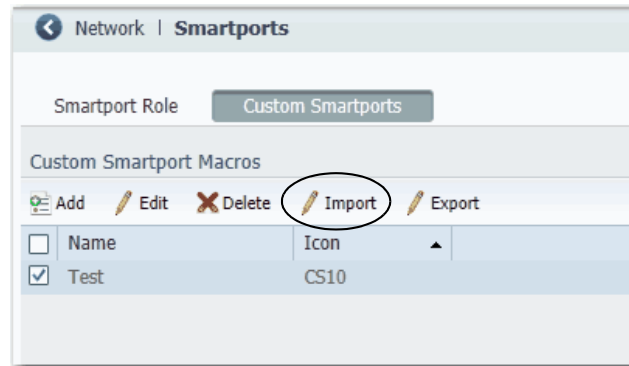 Network | Smartports
Smartport Role Custom Smartports
Custom Smartport Macros
Add Edit Delete Import Export
Name Icon
Test CS10